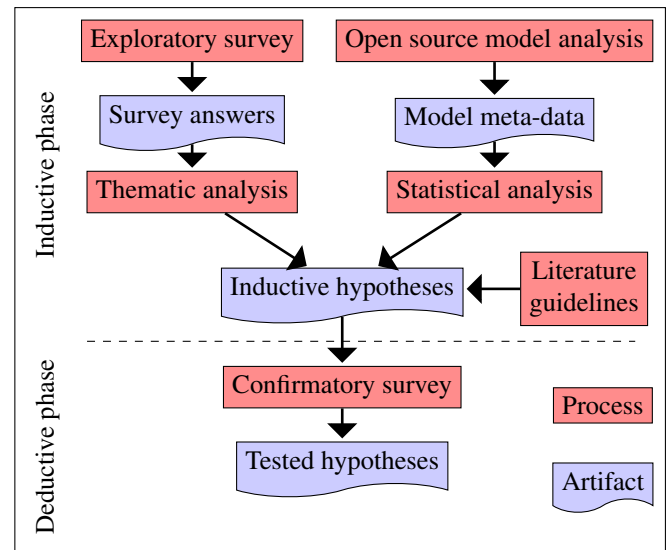 Inductive phase
Exploratory survey
Open source model analysis
Survey answers
Model meta-data
Thematic analysis
Statistical analysis
Inductive hypotheses
Literature
guidelines
Deductive phase
Confirmatory survey
Process
Tested hypotheses
Artifact